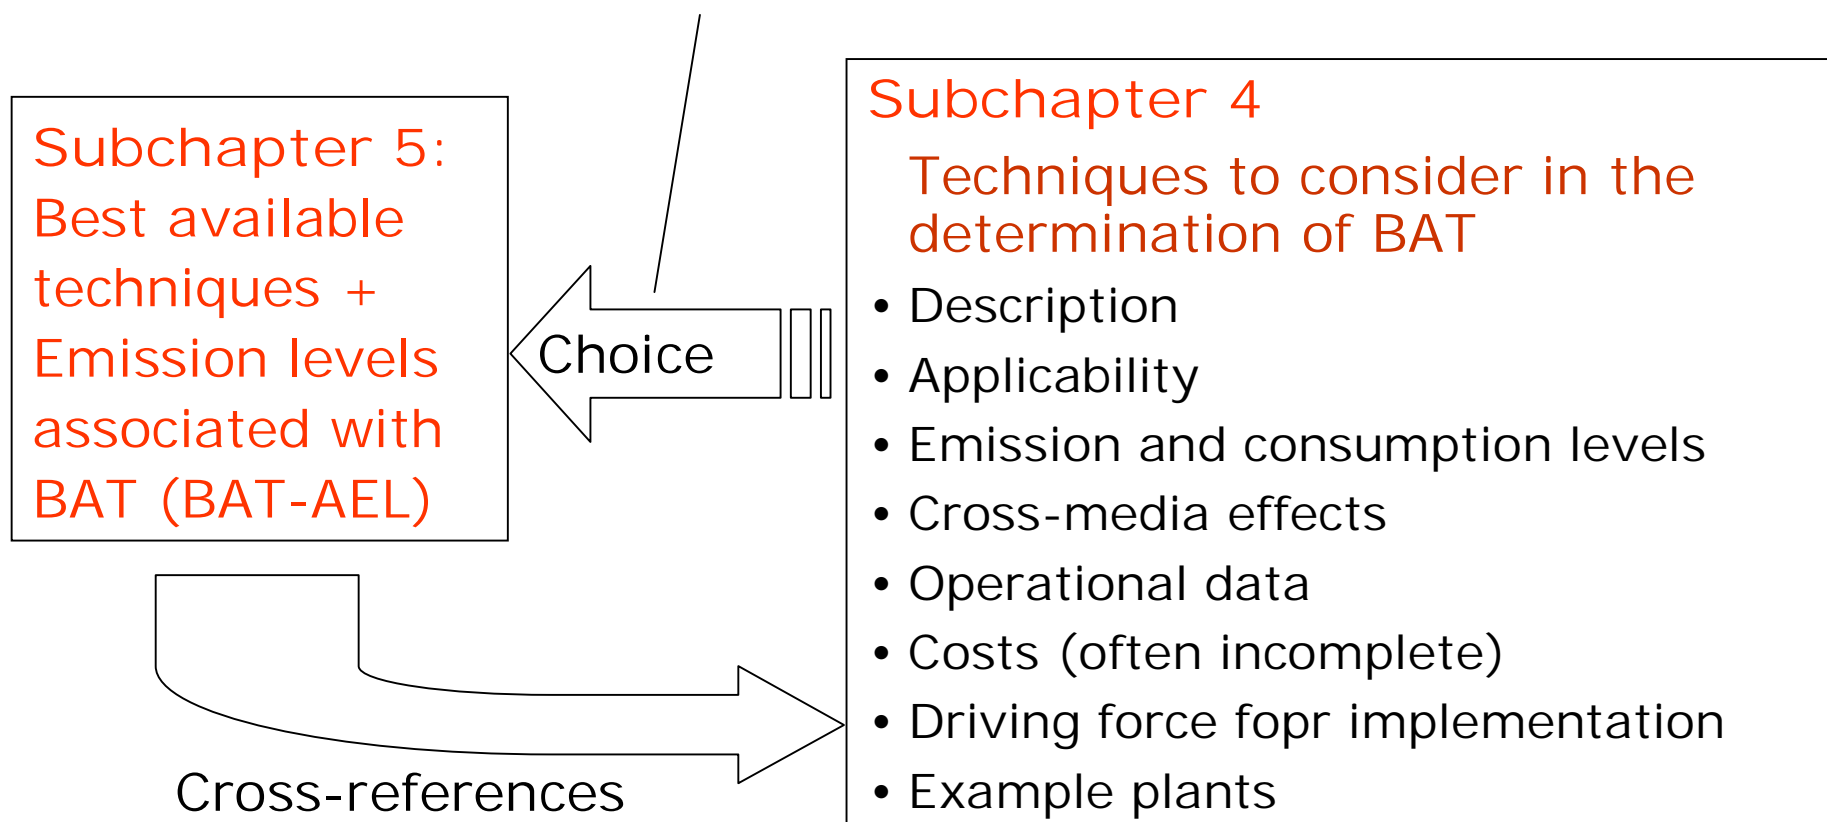 Subchapter 5:
Best available
techniques +
Emission levels
associated with
BAT (BAT-AEL)
Choice
Subchapter 4
Techniques to consider in the
determination of BAT
• Description
• Applicability
• Emission and consumption levels
• Cross-media effects
• Operational data
• Costs (often incomplete)
• Driving force fopr implementation
• Example plants
Cross-references